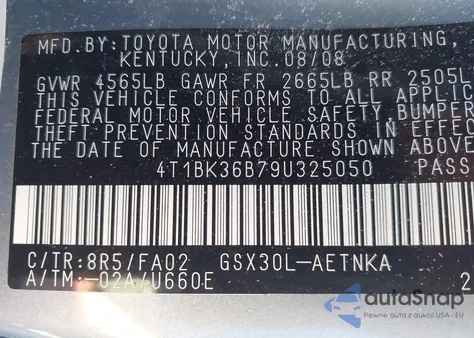 MFD.BY:TOYOTA MOTOR MANUFACTURING,
KENTUCKY,INC.08/08
GVWR 4565LB GAWR FR 2665LB RR 2505L
THIS VEHICLE CONFORMS TO ALL APPLIC
FEDERAL MOTOR VEHICLE SAFETY, BUMPER
THEFT PREVENTION STANDARDS IN EFFEC
THE DATE OF MANUFACTURE SHOWN ABOVE
4T1BK36B79U325050 PASS
C/TR:8R5/FA02 GSX30L-AETNKA
A/TM:-02A/U660E 2
autoSnap
Pewne auta z USA - EU